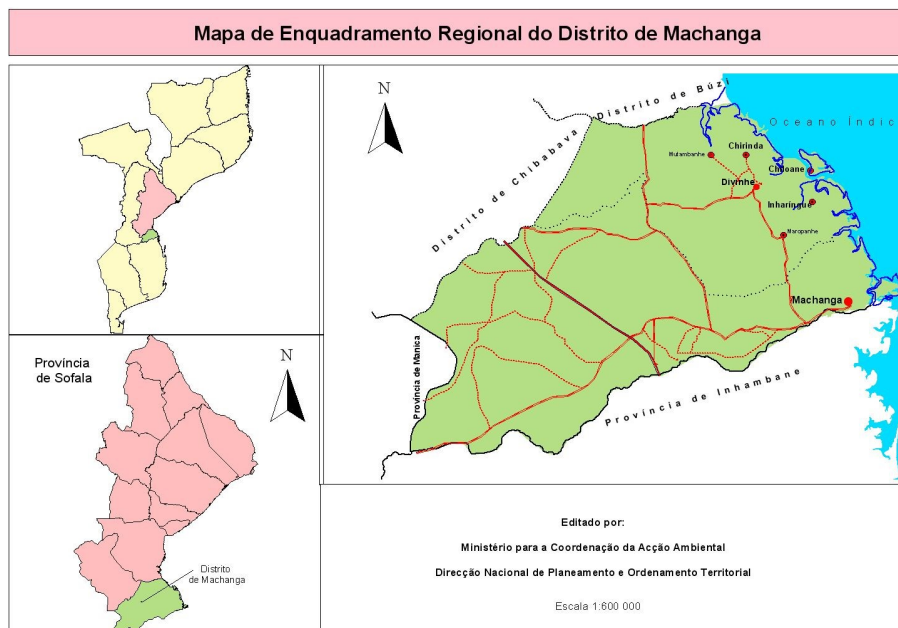 Mapa de Enquadramento Regional do Distrito de Machanga
N
Distrito de Chibabava
Distrito de Búzi
Oceano Índic
Mutambanhe
Chirinda
Chiloane
Divinhe
Inharingue
Maropanhe
Machanga
Província de Manica
Província de Inhambane
Província
de Sofala
N
Distrito
de Machanga
Editado por:
Ministério para a Coordenação da Acção Ambiental
Direcção Nacional de Planeamento e Ordenamento Territorial
Escala 1:600 000